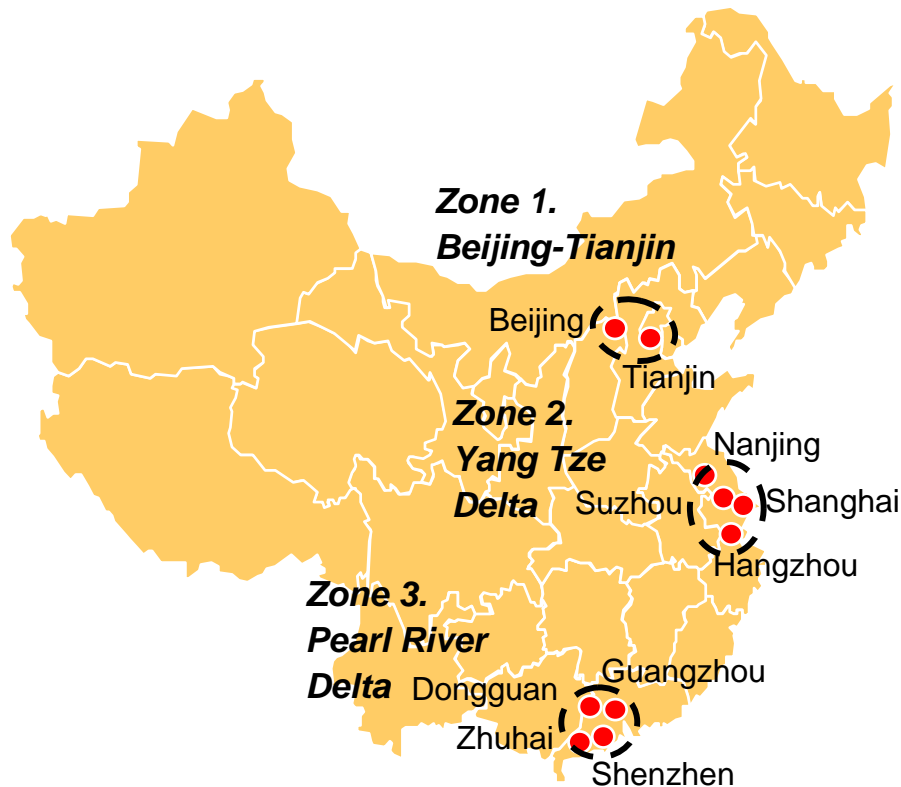 Zone 1.
Beijing-Tianjin
Beijing
Tianjin
Zone 2.
Yang Tze
Delta
Nanjing
Suzhou
Shanghai
Hangzhou
Zone 3.
Pearl River
Delta
Guangzhou
Dongguan
Zhuhai
Shenzhen